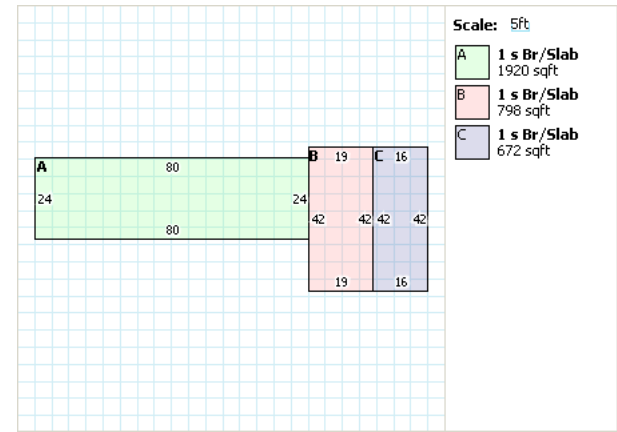 Scale: 5ft
A 1 s Br/Slab
1920 sqft
B 1 s Br/Slab
798 sqft
C 1 s Br/Slab
672 sqft
B 19 C 16
A 80
24 24
42 42 42 42
80
19 16